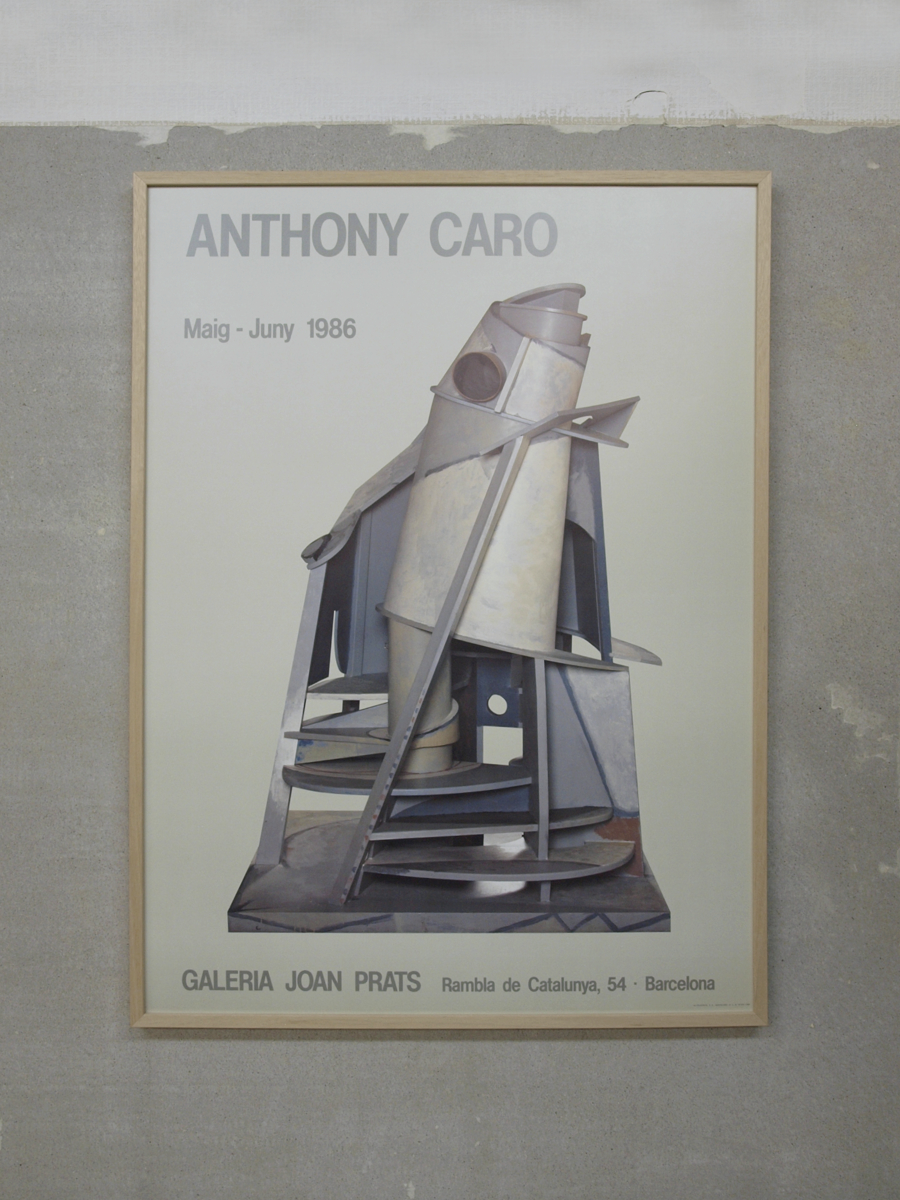 ANTHONY CARO
Maig - Juny 1986
GALERIA JOAN PRATS Rambla de Catalunya, 54 · Barcelona